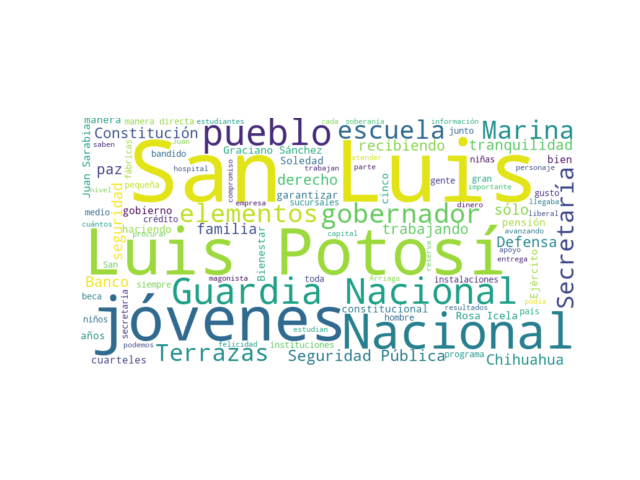 manera manera directa estudiantes cada soberanía información
Constitución pueblo escuela junto Marina
Juan Sarabia fábricas Juan Graciano Sánchez recibiendo tranquilidad
saben bandido San Luis atender niñas personaje bien
paz hospital compromiso Soledad trabajan parte gente gran
nivel pequeña derecho cinco importante gusto
garantizar empresa sucursales dinero llegaba
medio gobierno elementos gobernador sólo liberal
seguridad crédito haciendo familia trabajando pensión Secretaría
cuántos procurar Luis Potosí Defensa avanzando
San Bienestar capital reserva apoyo entrega
Banco siempre magonista toda Arriaga instalaciones Ejército podía
beca secretaria Guardia Nacional
niños jóvenes constitucional resultados país
años hombre Nacional Rosa Icela
podemos estudian felicidad instituciones
cuarteles Terrazas Seguridad Pública programa Chihuahua